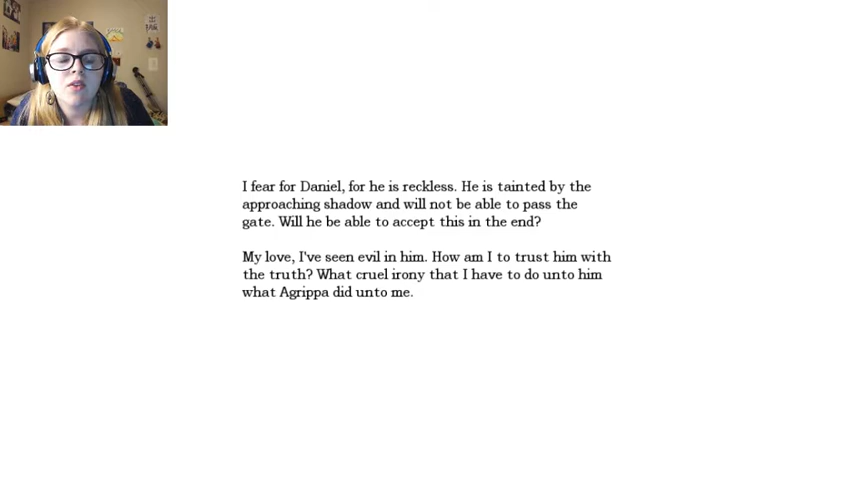 I fear for Daniel, for he is reckless. He is tainted by the
approaching shadow and will not be able to pass the
gate. Will he be able to accept this in the end?
My love, I've seen evil in him. How am I to trust him with
the truth? What cruel irony that I have to do unto him
what Agrippa did unto me.